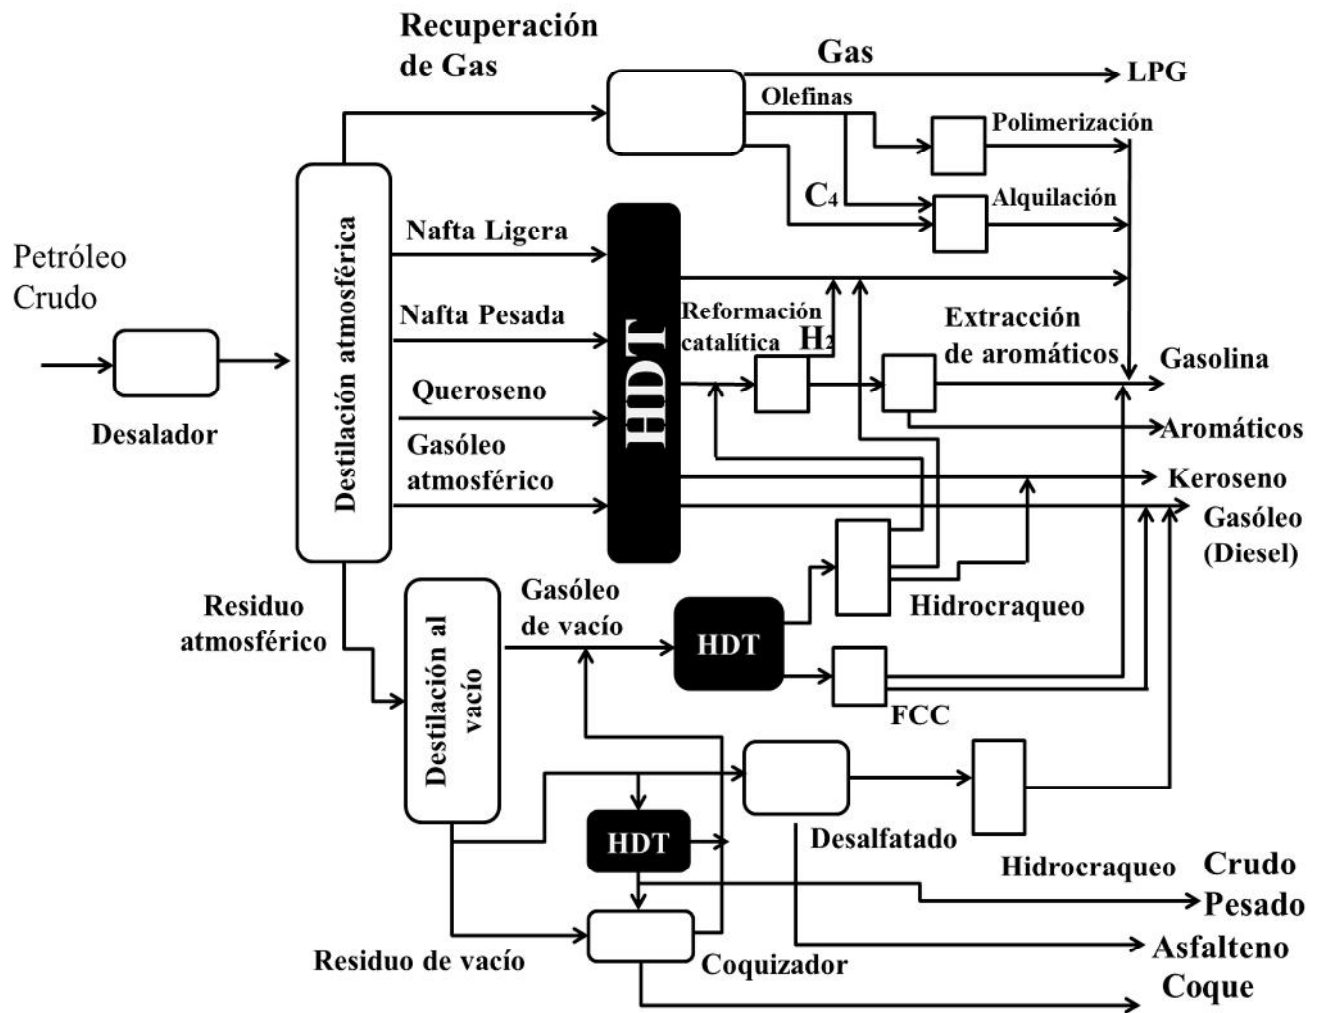 Recuperación
de Gas
Gas
LPG
Olefinas
Polimerización
C4
Alquilación
Nafta Ligera
Petróleo
Crudo
Destilación atmosférica
Nafta Pesada
HDT
Reformación
catalítica
H2
Extracción
de aromáticos
Gasolina
Desalador
Queroseno
Aromáticos
Gasóleo
atmosférico
Keroseno
Gasóleo
(Diesel)
Residuo
atmosférico
Destilación al
vacío
Gasóleo
de vacío
HDT
Hidrocraqueo
FCC
HDT
Desalfatado
Hidrocraqueo
Crudo
Pesado
Residuo de vacío
Coquizador
Asfalteno
Coque